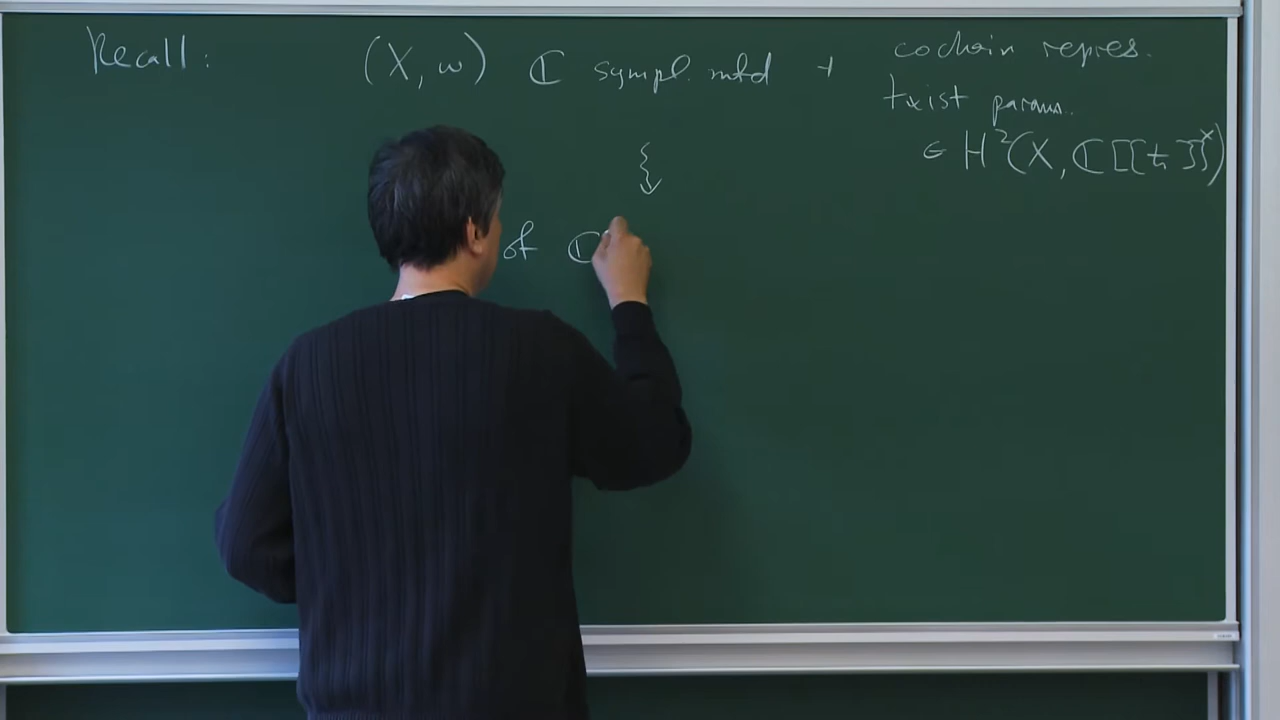 Recall: (X, ω) ℂ sympl. mfd + cochain repres.
twist param.
∈ H²(X, ℂ[[ℏ]]ˣ)
of ℂ